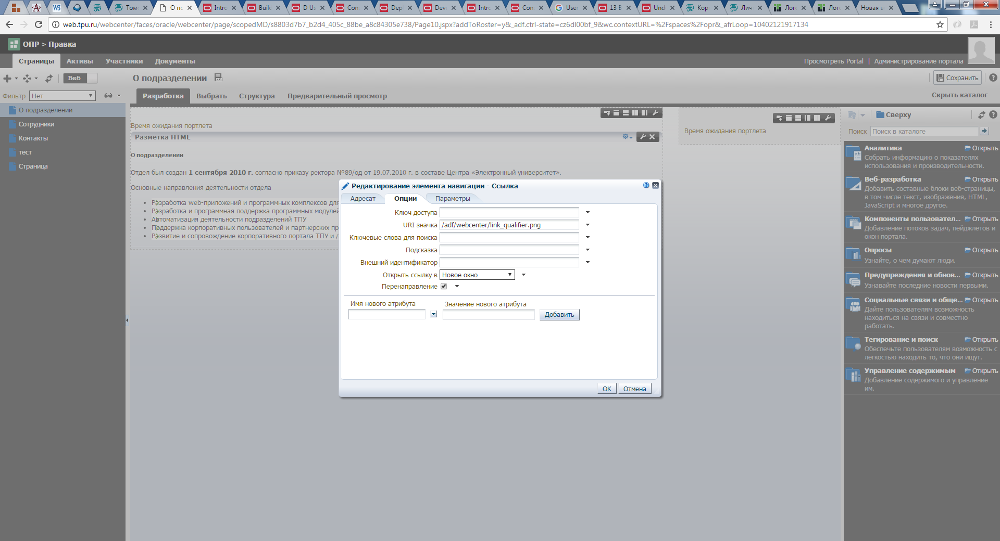 Томп
О по
Intro
Build
D Us
Con
Dep
Deve
Intro
Con
User
13 B
Und
Корп
Лич
Лого
Лого
Новая в
web.tpu.ru/webcenter/faces/oracle/webcenter/page/scopedMD/s8803d7b7_b2d4_405c_88be_a8c84305e738/Page10.jspx?addToRoster=y&_adf.ctrl-state=cz6dl00bf_9&wc.contextURL=%2Fspaces%2Fopr&_afrLoop=10402121917134
ОПР > Правка
Страницы
Активы
Участники
Документы
Просмотреть Portal | Администрирование портала
Веб
О подразделении
Сохранить
Фильтр Нет
Разработка
Выбрать
Структура
Предварительный просмотр
Скрыть каталог
О подразделении
Сотрудники
Контакты
тест
Страница
Время ожидания портлета
Разметка HTML
О подразделении
Отдел был создан 1 сентября 2010 г. согласно приказу ректора №89/од от 19.07.2010 г. в составе Центра «Электронный университет».
Основные направления деятельности отдела
Разработка web-приложений и программных комплексов для
Разработка и программная поддержка программных модулей
Автоматизация деятельности подразделений ТПУ
Поддержка корпоративных пользователей и партнерских пр
Развитие и сопровождение корпоративного портала ТПУ и д
Время ожидания портлета
Редактирование элемента навигации - Ссылка
Адресат
Опции
Параметры
Ключ доступа
URI значка /adf/webcenter/link_qualifier.png
Ключевые слова для поиска
Подсказка
Внешний идентификатор
Открыть ссылку в Новое окно
Перенаправление
Имя нового атрибута
Значение нового атрибута
Добавить
OK
Отмена
Сверху
Поиск Поиск в каталоге
Аналитика Открыть
Собрать информацию о показателях
использования и производительности.
Веб-разработка Открыть
Добавить составные блоки веб-страницы,
в том числе текст, изображения, HTML,
JavaScript и многое другое.
Компоненты пользовател... Открыть
Добавление потоков задач, пейджлетов и
окон портала.
Опросы Открыть
Узнайте, о чем думают люди.
Предупреждения и обнов... Открыть
Узнавайте последние новости первыми.
Социальные связи и обще... Открыть
Дайте пользователям возможность
находиться на связи и совместно
работать.
Тегирование и поиск Открыть
Обеспечьте пользователям возможность с
легкостью находить то, что они ищут.
Управление содержимым Открыть
Добавление содержимого и управление
им.